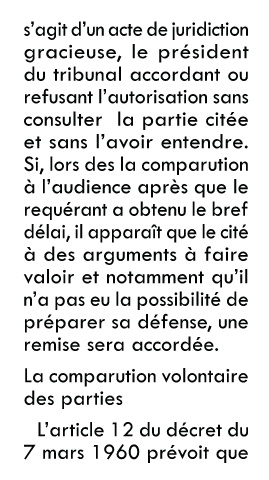 s'agit d'un acte de juridiction
gracieuse, le président
du tribunal accordant ou
refusant l'autorisation sans
consulter  la partie citée
et sans l'avoir entendre.
Si, lors des la comparution
à l'audience après que le
requérant a obtenu le bref
délai, il apparaît que le cité
à des arguments à faire
valoir et notamment qu'il
n'a pas eu la possibilité de
préparer sa défense, une
remise sera accordée.
La comparution volontaire
des parties
L'article 12 du décret du
7 mars 1960 prévoit que